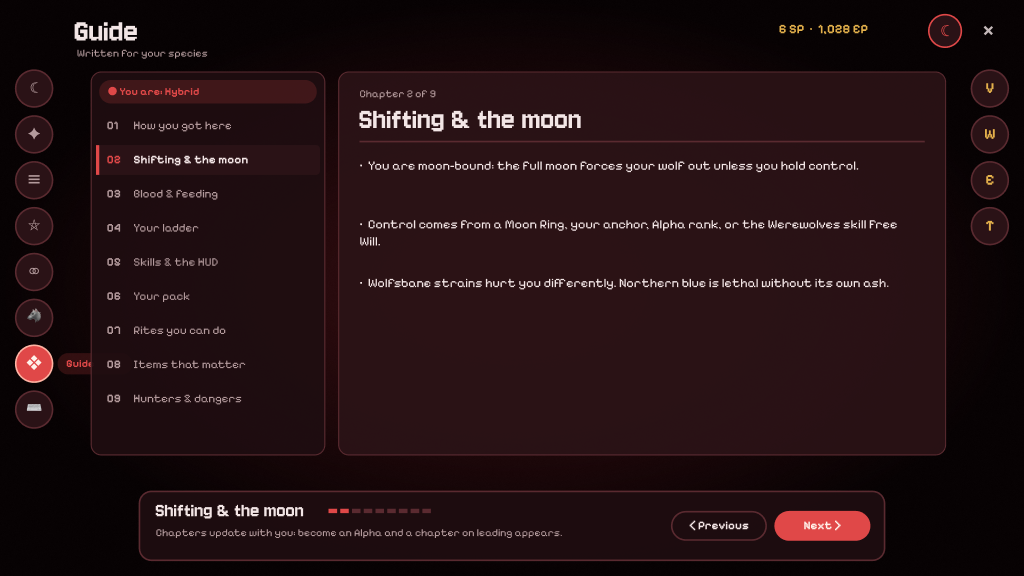 Guide
Written for your species
6 SP · 1,028 EP
You are: Hybrid
01 How you got here
02 Shifting & the moon
03 Blood & feeding
04 Your ladder
05 Skills & the HUD
06 Your pack
07 Rites you can do
08 Items that matter
09 Hunters & dangers
Guide
Chapter 2 of 9
Shifting & the moon
· You are moon-bound: the full moon forces your wolf out unless you hold control.
· Control comes from a Moon Ring, your anchor, Alpha rank, or the Werewolves skill Free
Will.
· Wolfsbane strains hurt you differently. Northern blue is lethal without its own ash.
V
W
E
T
Shifting & the moon
Chapters update with you: become an Alpha and a chapter on leading appears.
Previous
Next